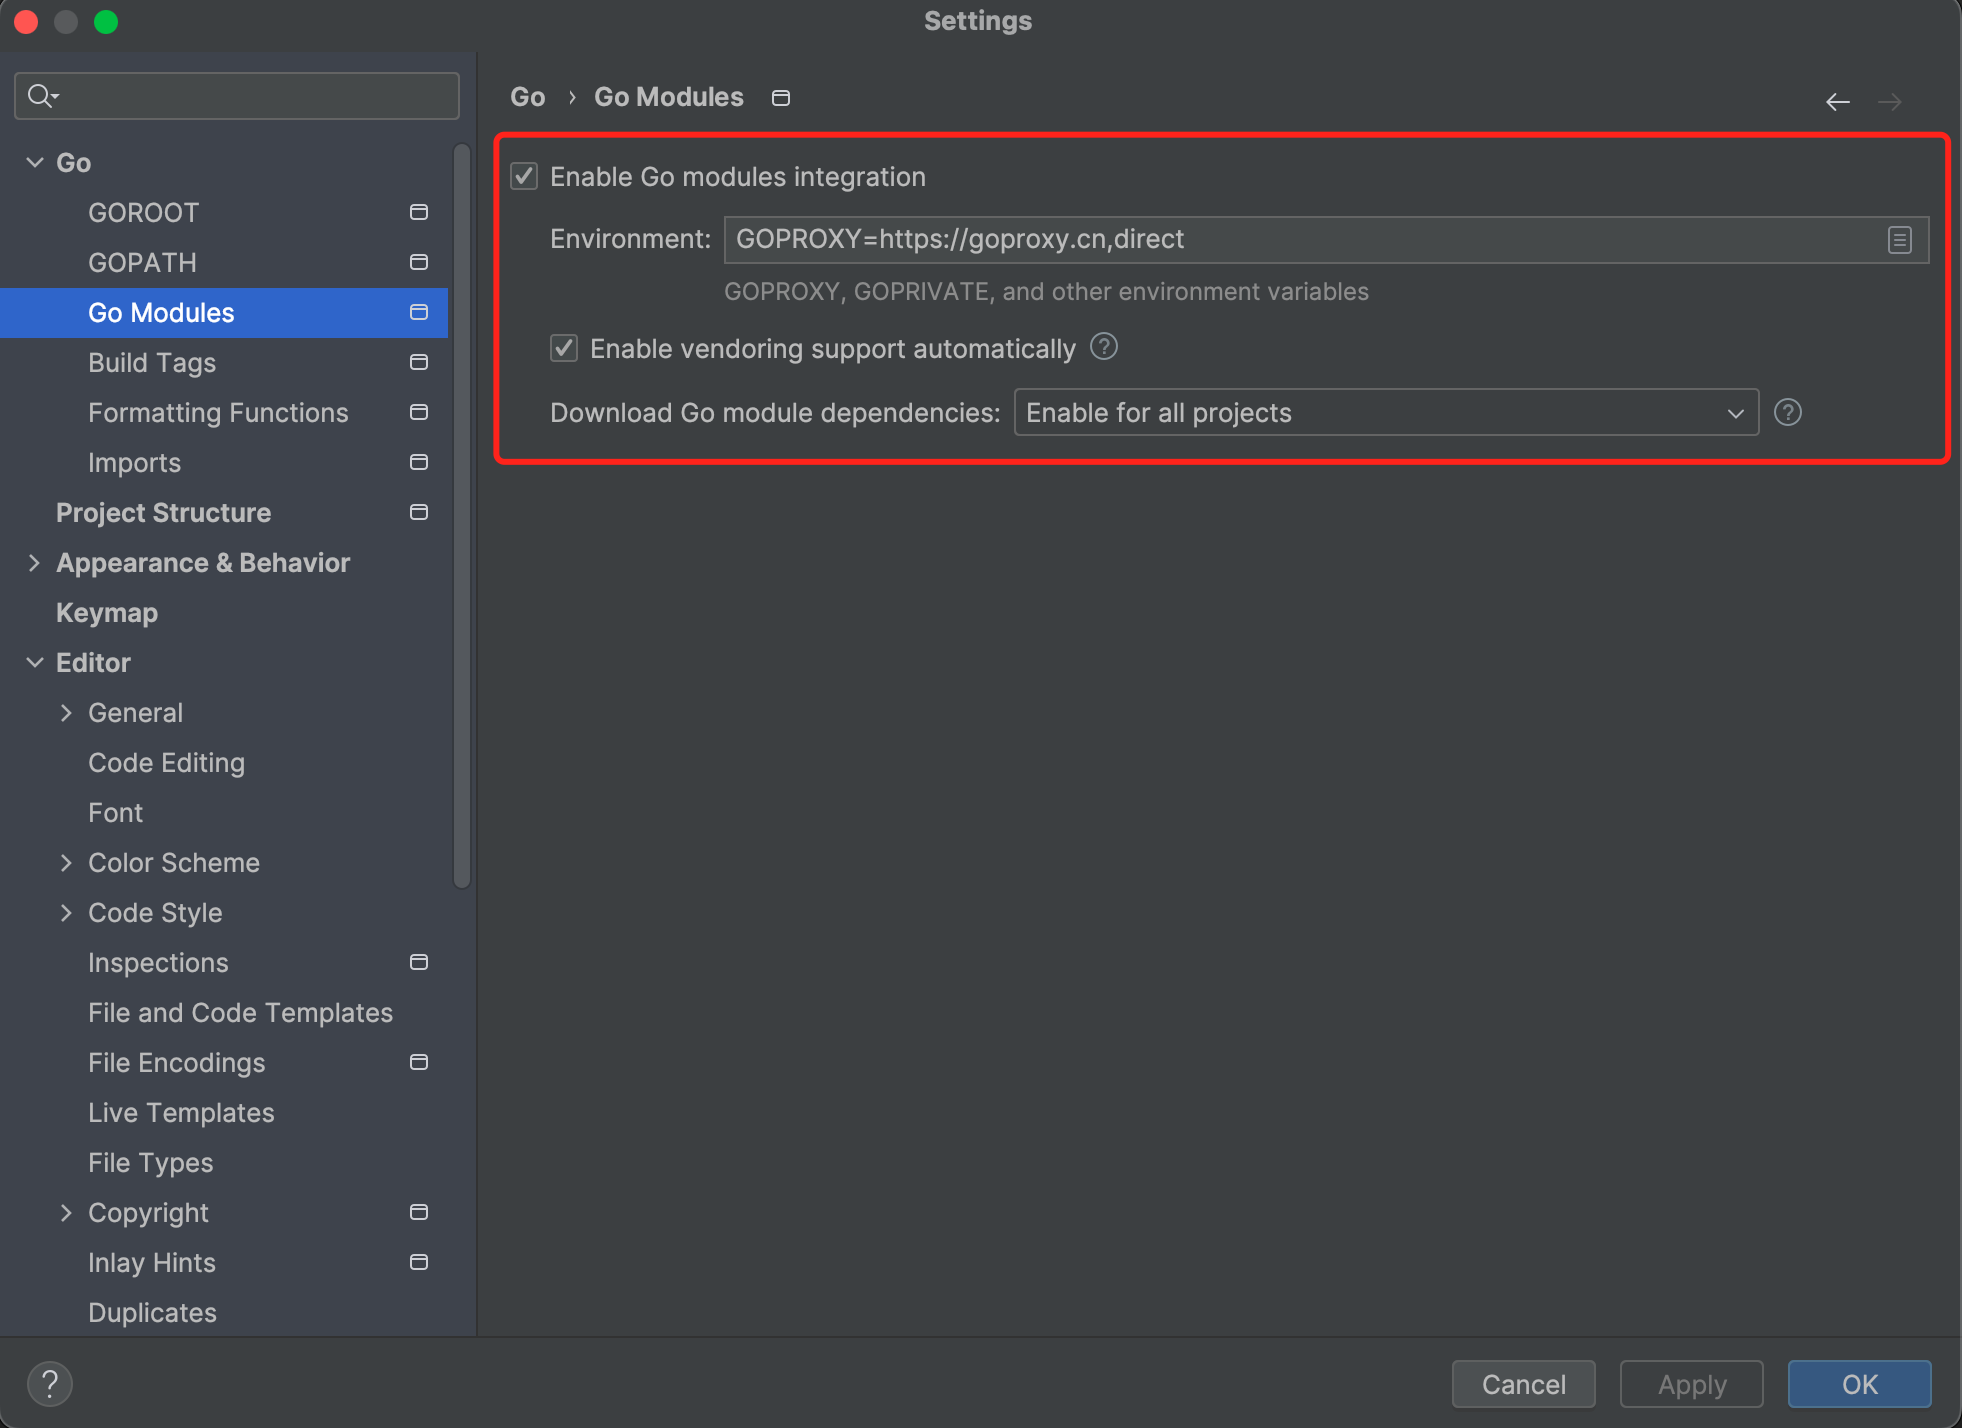 Settings
Go
GOROOT
GOPATH
Go Modules
Build Tags
Formatting Functions
Imports
Project Structure
Appearance & Behavior
Keymap
Editor
General
Code Editing
Font
Color Scheme
Code Style
Inspections
File and Code Templates
File Encodings
Live Templates
File Types
Copyright
Inlay Hints
Duplicates
Go › Go Modules
Enable Go modules integration
Environment: GOPROXY=https://goproxy.cn,direct
GOPROXY, GOPRIVATE, and other environment variables
Enable vendoring support automatically ?
Download Go module dependencies: Enable for all projects ?
? Cancel Apply OK